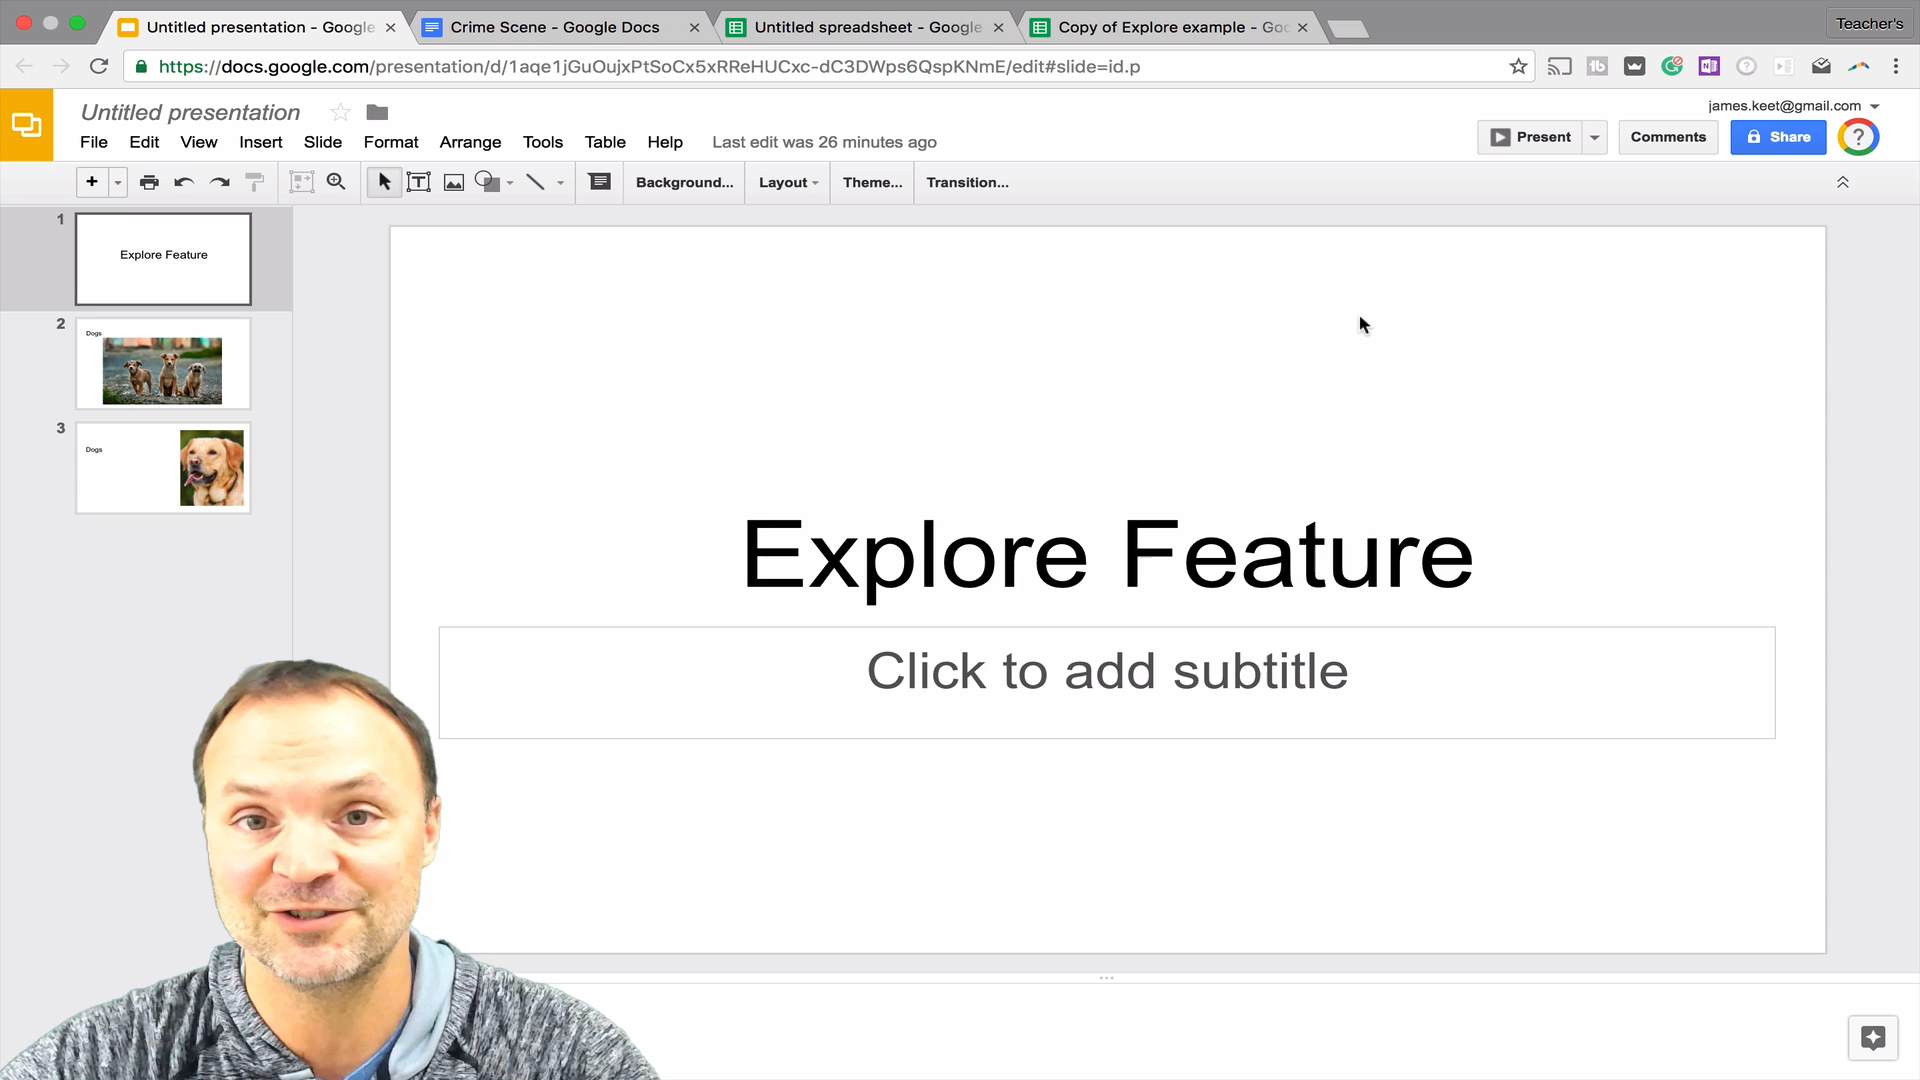 Untitled presentation - Google
Crime Scene - Google Docs
Untitled spreadsheet - Google
Copy of Explore example - Goo
Teacher's
https://docs.google.com/presentation/d/1aqe1jGuOujxPtSoCx5xRReHUCxc-dC3DWps6QspKNmE/edit#slide=id.p
Untitled presentation
james.keet@gmail.com
File Edit View Insert Slide Format Arrange Tools Table Help Last edit was 26 minutes ago
Present
Comments
Share
Background...
Layout
Theme...
Transition...
1
Explore Feature
2
Dogs
3
Dogs
Explore Feature
Click to add subtitle